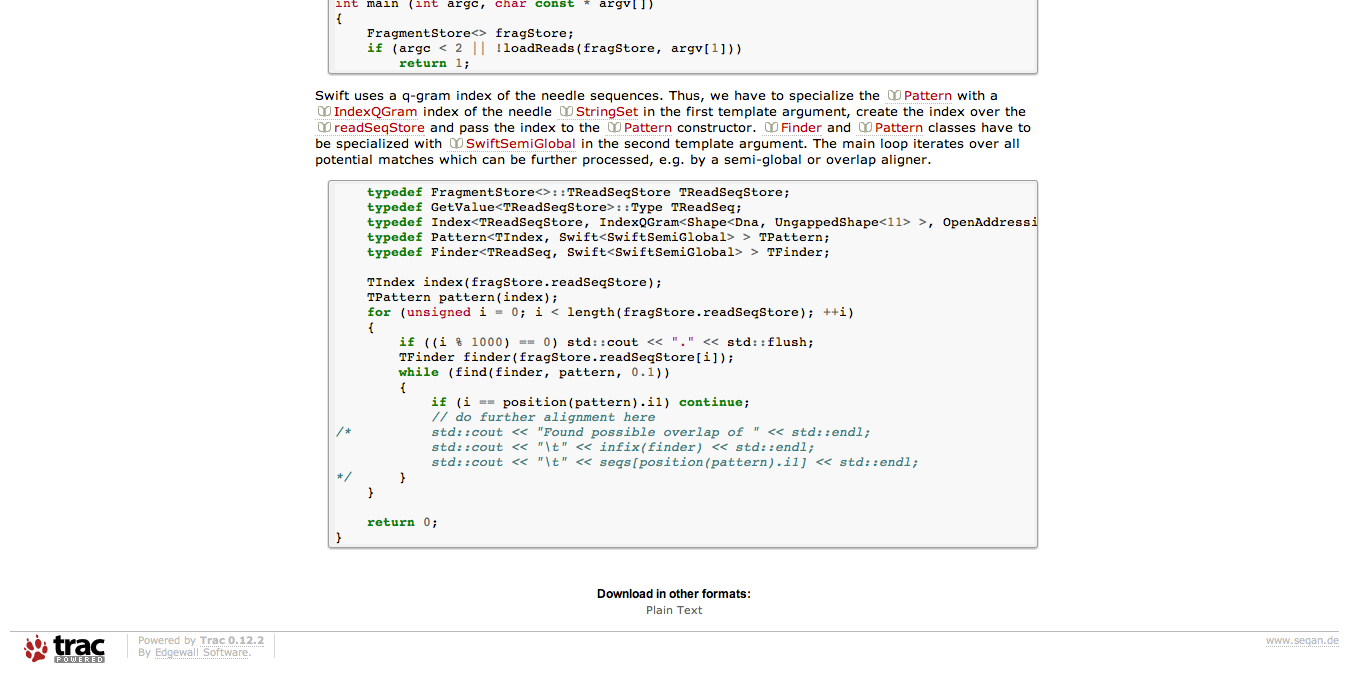 int main (int argc, char const * argv[])
{
    FragmentStore<> fragStore;
    if (argc < 2 || !loadReads(fragStore, argv[1]))
        return 1;
Swift uses a q-gram index of the needle sequences. Thus, we have to specialize the Pattern with a
IndexQGram index of the needle StringSet in the first template argument, create the index over the
readSeqStore and pass the index to the Pattern constructor. Finder and Pattern classes have to
be specialized with SwiftSemiGlobal in the second template argument. The main loop iterates over all
potential matches which can be further processed, e.g. by a semi-global or overlap aligner.
    typedef FragmentStore<>::TReadSeqStore TReadSeqStore;
    typedef GetValue<TReadSeqStore>::Type TReadSeq;
    typedef Index<TReadSeqStore, IndexQGram<Shape<Dna, UngappedShape<11> >, OpenAddressi
    typedef Pattern<TIndex, Swift<SwiftSemiGlobal> > TPattern;
    typedef Finder<TReadSeq, Swift<SwiftSemiGlobal> > TFinder;
    TIndex index(fragStore.readSeqStore);
    TPattern pattern(index);
    for (unsigned i = 0; i < length(fragStore.readSeqStore); ++i)
    {
        if ((i % 1000) == 0) std::cout << "." << std::flush;
        TFinder finder(fragStore.readSeqStore[i]);
        while (find(finder, pattern, 0.1))
        {
            if (i == position(pattern).i1) continue;
            // do further alignment here
/*          std::cout << "Found possible overlap of " << std::endl;
            std::cout << "\t" << infix(finder) << std::endl;
            std::cout << "\t" << seqs[position(pattern).i1] << std::endl;
*/      }
    }
    return 0;
}
Download in other formats:
Plain Text
trac
POWERED
Powered by Trac 0.12.2
By Edgewall Software.
www.seqan.de